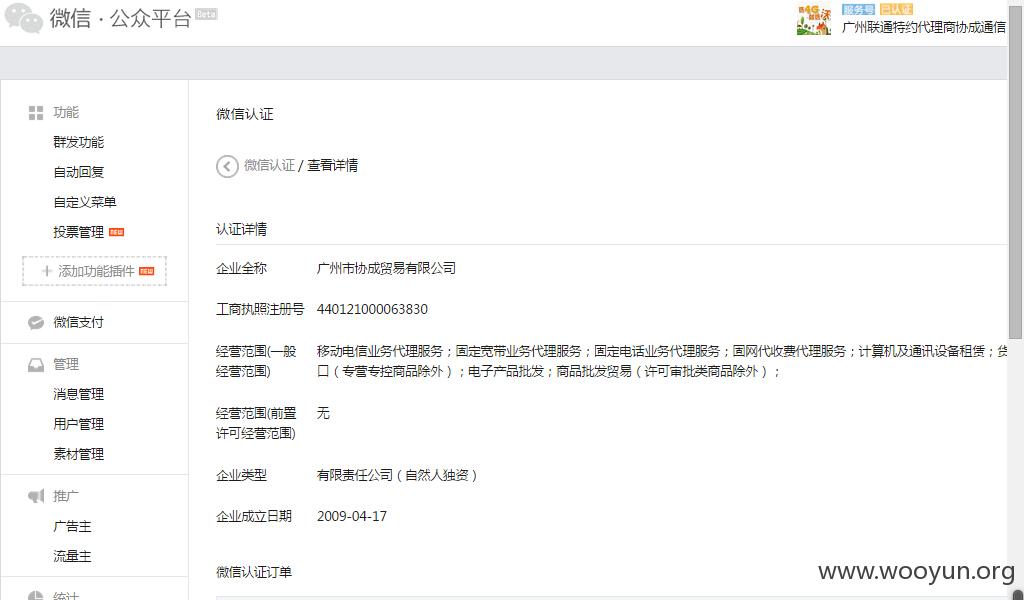 微信·公众平台 Beta
服务号 已认证
广州联通特约代理商协成通信
功能
群发功能
自动回复
自定义菜单
投票管理 NEW
+ 添加功能插件 NEW
微信支付
管理
消息管理
用户管理
素材管理
推广
广告主
流量主
统计
微信认证
微信认证 / 查看详情
认证详情
企业全称 广州市协成贸易有限公司
工商执照注册号 440121000063830
经营范围(一般 移动电信业务代理服务；固定宽带业务代理服务；固定电话业务代理服务；固网代收费代理服务；计算机及通讯设备租赁；货
经营范围) 口（专营专控商品除外）；电子产品批发；商品批发贸易（许可审批类商品除外）；
经营范围(前置 无
许可经营范围)
企业类型 有限责任公司（自然人独资）
企业成立日期 2009-04-17
微信认证订单
www.wooyun.org